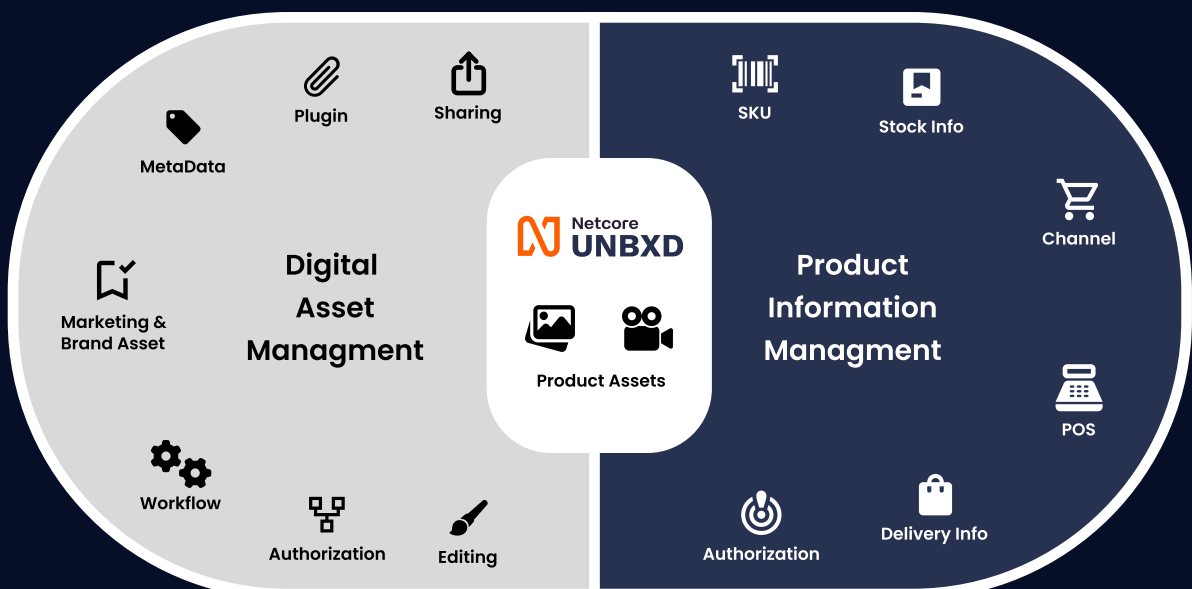 Plugin
Sharing
MetaData
Digital
Asset
Managment
Marketing &
Brand Asset
Workflow
Authorization
Editing
Netcore
UNBXD
Product Assets
SKU
Stock Info
Channel
Product
Information
Managment
POS
Delivery Info
Authorization